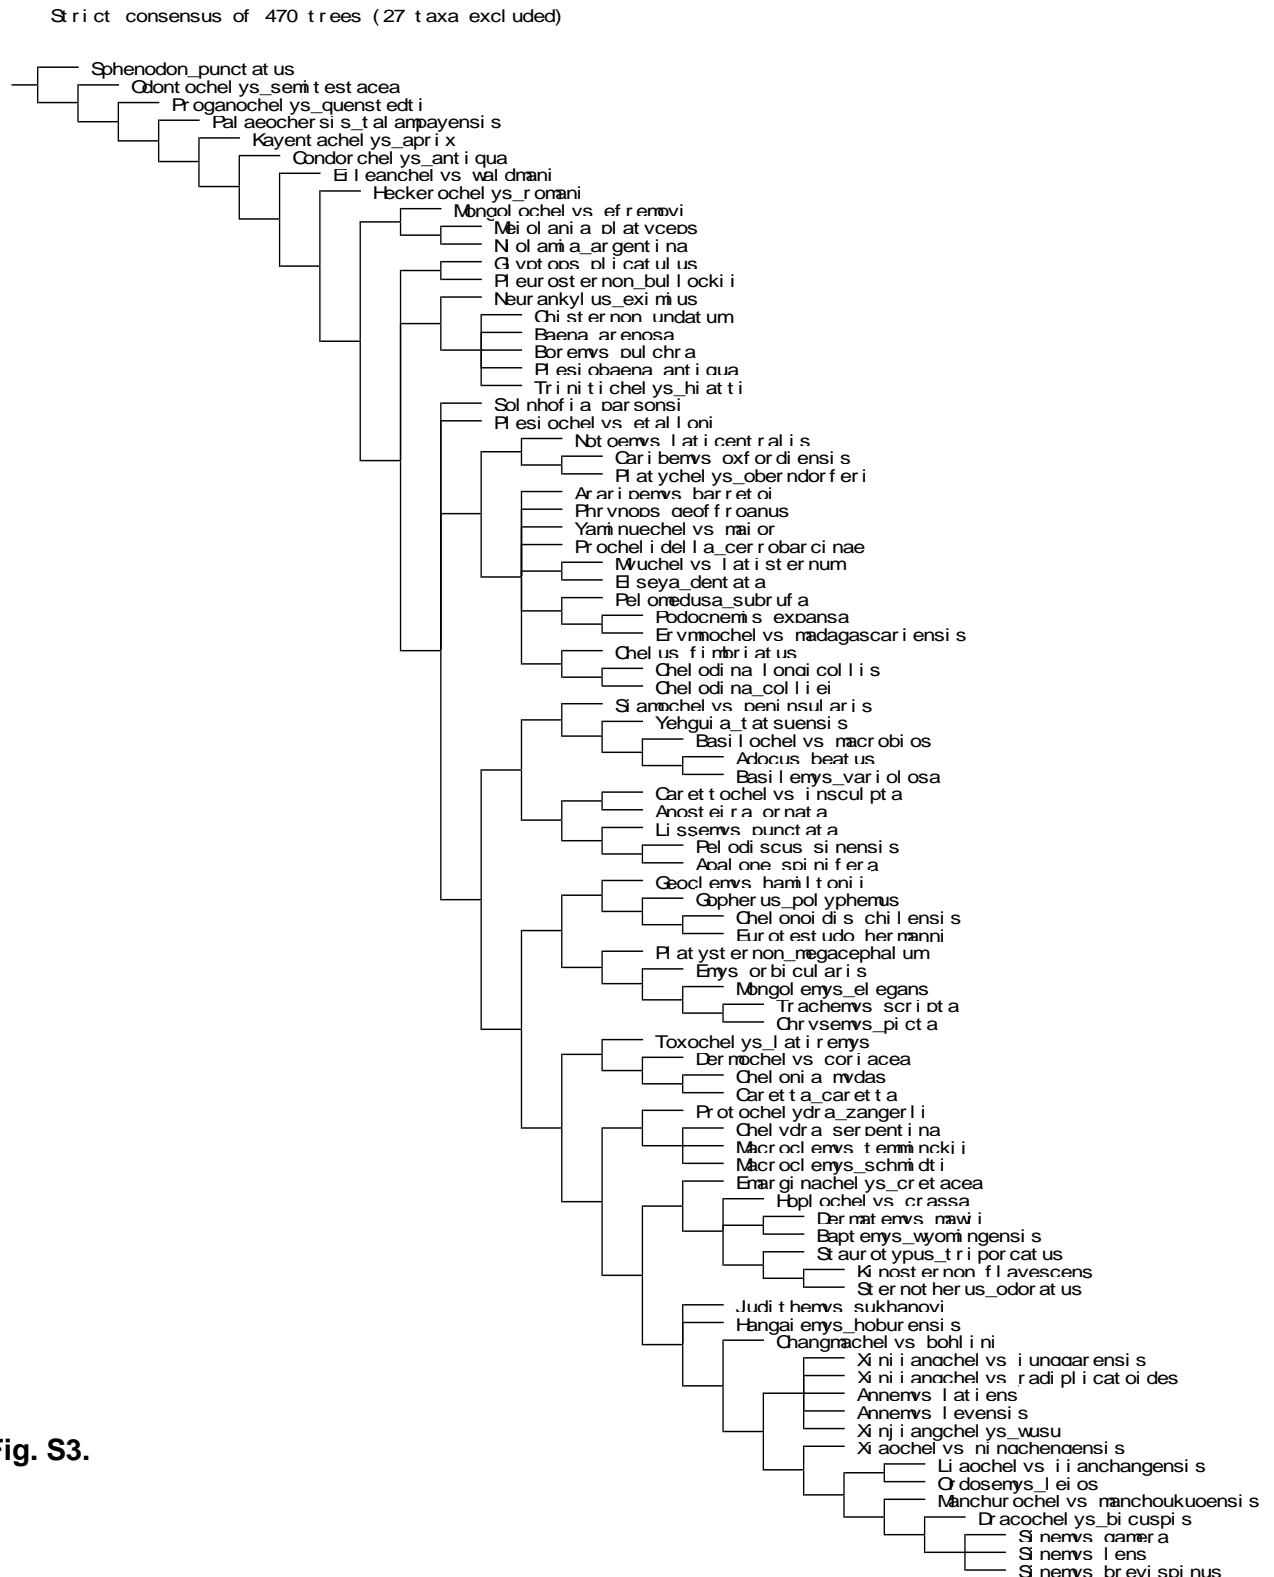 Strict consensus of 470 trees (27 taxa excluded)
Sphenodon_punctatus
Odontochelys_semitestacea
Proganochelys_quenstedti
Palaeochersis_talampayensis
Kayentachelys_aprix
Condorchelys_antiqua
Eileanchelys_waldmani
Heckerochelys_romani
Mongolochelys_efremovi
Meiolania_platyceps
Niolamia_argentina
Glyptops_plicatulus
Pleurosternon_bullockii
Neurankylus_eximius
Chisternon_undatum
Baena_arenosa
Boremys_pulchra
Plesiobaena_antiqua
Trinitichelys_hiatti
Solnhofia_parsonsi
Plesiochelys_etalloni
Notoemys_laticentralis
Caribemys_oxfordiensis
Platychelys_oberndorferi
Araripemys_barretoi
Phrynops_geoffroanus
Yaminuechelys_maior
Prochelidella_cerrobarcinae
Myuchelys_latisternum
Elseya_dentata
Pelomedusa_subrufa
Podocnemis_expansa
Erymnochelys_madagascariensis
Chelus_fimbriatus
Chelodina_longicollis
Chelodina_colliei
Siamochelys_peninsularis
Yehguia_tatsuensis
Basilochelys_macrobios
Adocus_beatus
Basilemys_variolosa
Carettochelys_insculpta
Anosteira_ornata
Lissemys_punctata
Pelodiscus_sinensis
Apalone_spinifera
Geoclemys_hamiltonii
Gopherus_polyphemus
Chelonoidis_chilensis
Eurotestudo_hermanni
Platysternon_megacephalum
Emys_orbicularis
Mongolemys_elegans
Trachemys_scripta
Chrysemys_picta
Toxochelys_latiremys
Dermochelys_coriacea
Chelonia_mydas
Caretta_caretta
Protochelydra_zangerli
Chelydra_serpentina
Macroclemys_temminckii
Macroclemys_schmidti
Emarginachelys_cretacea
Hoplochelys_crassa
Dermatemys_mawii
Baptemys_wyomingensis
Staurotypus_triporcatus
Kinosternon_flavescens
Sternotherus_odoratus
Judithemys_sukhanovi
Hangaiemys_hoburensis
Changmachelys_bohlini
Xinjiangchelys_junggarensis
Xinjiangchelys_radiplicatoides
Annemys_latiens
Annemys_levensis
Xinjiangchelys_wusu
Xiaochelys_ningchengensis
Liaochelys_jianchangensis
Ordosemys_leios
Manchurochelys_manchoukuoensis
Dracochelys_bicuspis
Sinemys_gamera
Sinemys_lens
Sinemys_brevispinus
Fig. S3.